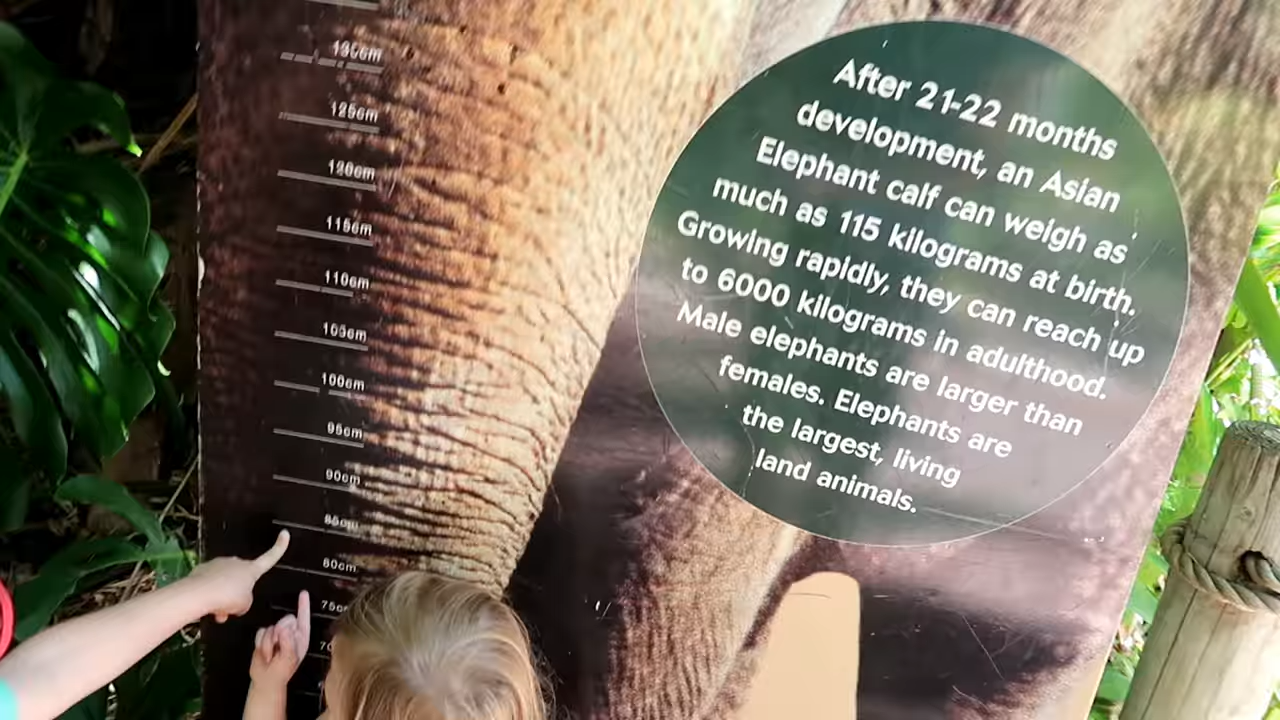 130cm
125cm
120cm
115cm
110cm
105cm
100cm
95cm
90cm
85cm
80cm
After 21-22 months
development, an Asian
Elephant calf can weigh as
much as 115 kilograms at birth.
Growing rapidly, they can reach up
to 6000 kilograms in adulthood.
Male elephants are larger than
females. Elephants are
the largest, living
land animals.